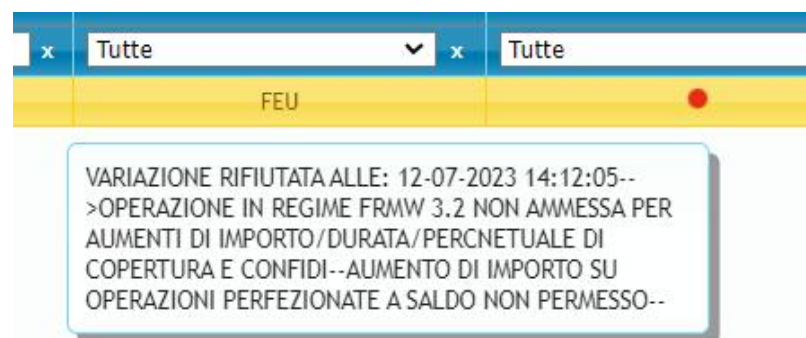 x Tutte x Tutte
FEU
VARIAZIONE RIFIUTATA ALLE: 12-07-2023 14:12:05--
>OPERAZIONE IN REGIME FRMW 3.2 NON AMMESSA PER
AUMENTI DI IMPORTO/DURATA/PERCNETUALE DI
COPERTURA E CONFIDI--AUMENTO DI IMPORTO SU
OPERAZIONI PERFEZIONATE A SALDO NON PERMESSO--